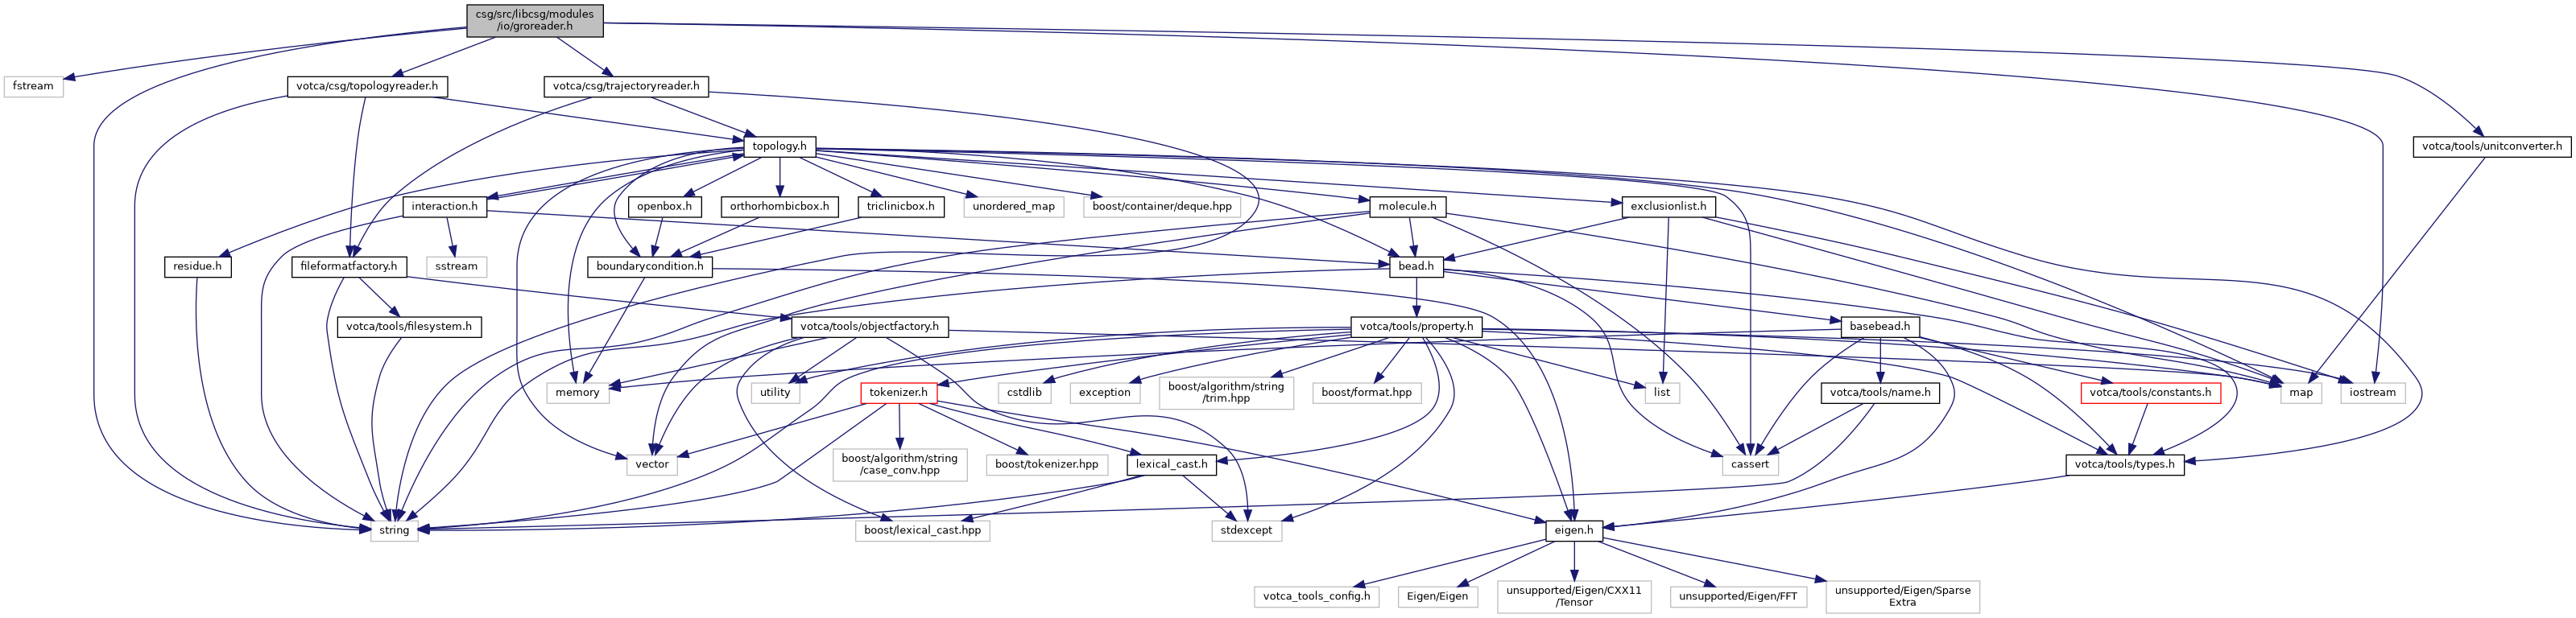 csg/src/libcsg/modules
/io/groreader.h
fstream
votca/csg/topologyreader.h
votca/csg/trajectoryreader.h
topology.h
votca/tools/unitconverter.h
interaction.h
openbox.h
orthorhombicbox.h
triclinicbox.h
unordered_map
boost/container/deque.hpp
molecule.h
exclusionlist.h
residue.h
fileformatfactory.h
sstream
boundarycondition.h
bead.h
votca/tools/filesystem.h
votca/tools/objectfactory.h
votca/tools/property.h
basebead.h
memory
utility
tokenizer.h
cstdlib
exception
boost/algorithm/string
/trim.hpp
boost/format.hpp
list
votca/tools/name.h
votca/tools/constants.h
map
iostream
vector
boost/algorithm/string
/case_conv.hpp
boost/tokenizer.hpp
lexical_cast.h
cassert
votca/tools/types.h
string
boost/lexical_cast.hpp
stdexcept
eigen.h
votca_tools_config.h
Eigen/Eigen
unsupported/Eigen/CXX11
/Tensor
unsupported/Eigen/FFT
unsupported/Eigen/Sparse
Extra